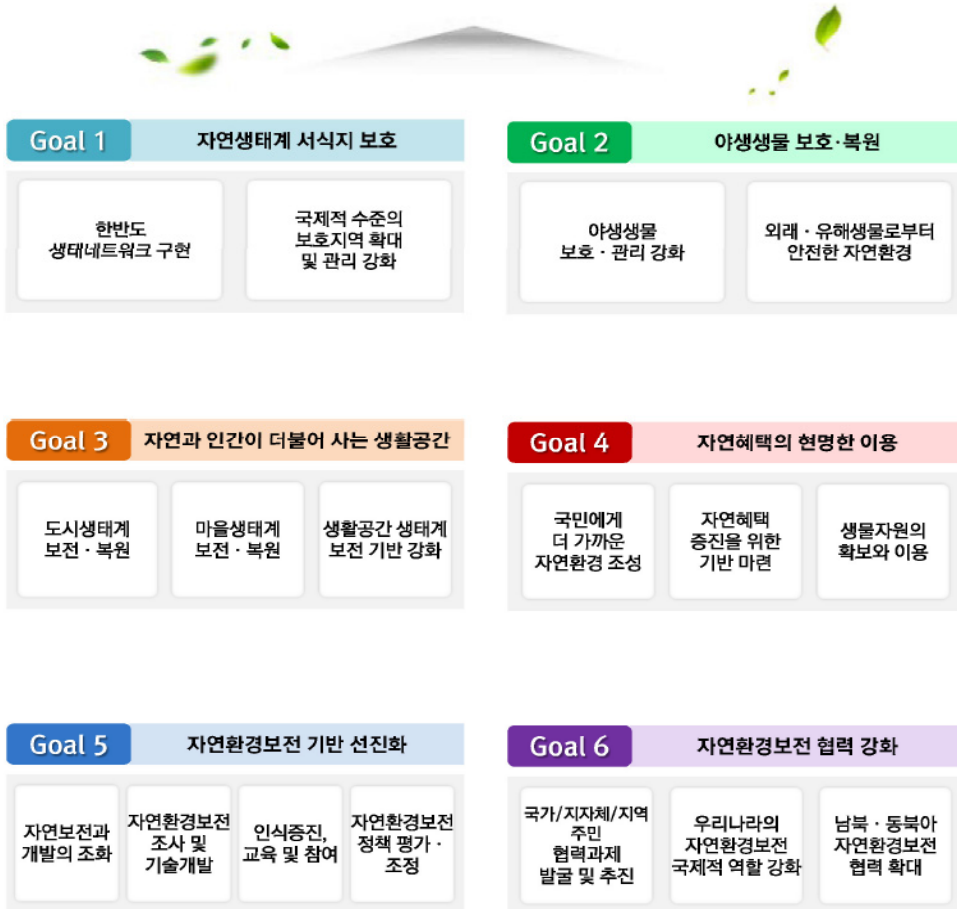 Goal 1
자연생태계 서식지 보호
한반도
생태네트워크 구현
국제적 수준의
보호지역 확대
및 관리 강화
Goal 2
야생생물 보호·복원
야생생물
보호 · 관리 강화
외래 · 유해생물로부터
안전한 자연환경
Goal 3
자연과 인간이 더불어 사는 생활공간
도시생태계
보전 · 복원
마을생태계
보전 · 복원
생활공간 생태계
보전 기반 강화
Goal 4
자연혜택의 현명한 이용
국민에게
더 가까운
자연환경 조성
자연혜택
증진을 위한
기반 마련
생물자원의
확보와 이용
Goal 5
자연환경보전 기반 선진화
자연보전과
개발의 조화
자연환경보전
조사 및
기술개발
인식증진,
교육 및 참여
자연환경보전
정책 평가 ·
조정
Goal 6
자연환경보전 협력 강화
국가/지자체/지역
주민
협력과제
발굴 및 추진
우리나라의
자연환경보전
국제적 역할 강화
남북 · 동북아
자연환경보전
협력 확대